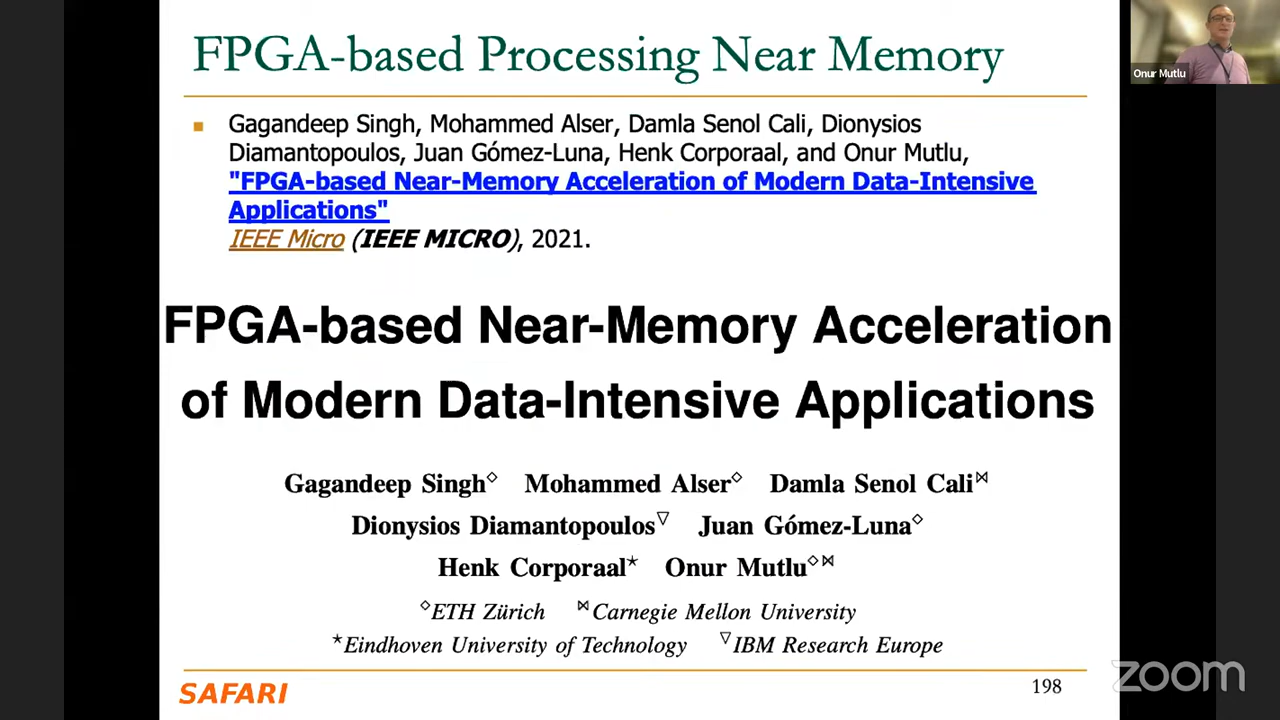 FPGA-based Processing Near Memory
Onur Mutlu
■ Gagandeep Singh, Mohammed Alser, Damla Senol Cali, Dionysios
Diamantopoulos, Juan Gómez-Luna, Henk Corporaal, and Onur Mutlu,
"FPGA-based Near-Memory Acceleration of Modern Data-Intensive
Applications"
IEEE Micro (IEEE MICRO), 2021.
FPGA-based Near-Memory Acceleration
of Modern Data-Intensive Applications
Gagandeep Singh◇ Mohammed Alser◇ Damla Senol Cali⋈
Dionysios Diamantopoulos▽ Juan Gómez-Luna◇
Henk Corporaal⋆ Onur Mutlu◇⋈
◇ETH Zürich ⋈Carnegie Mellon University
⋆Eindhoven University of Technology ▽IBM Research Europe
SAFARI
198
zoom